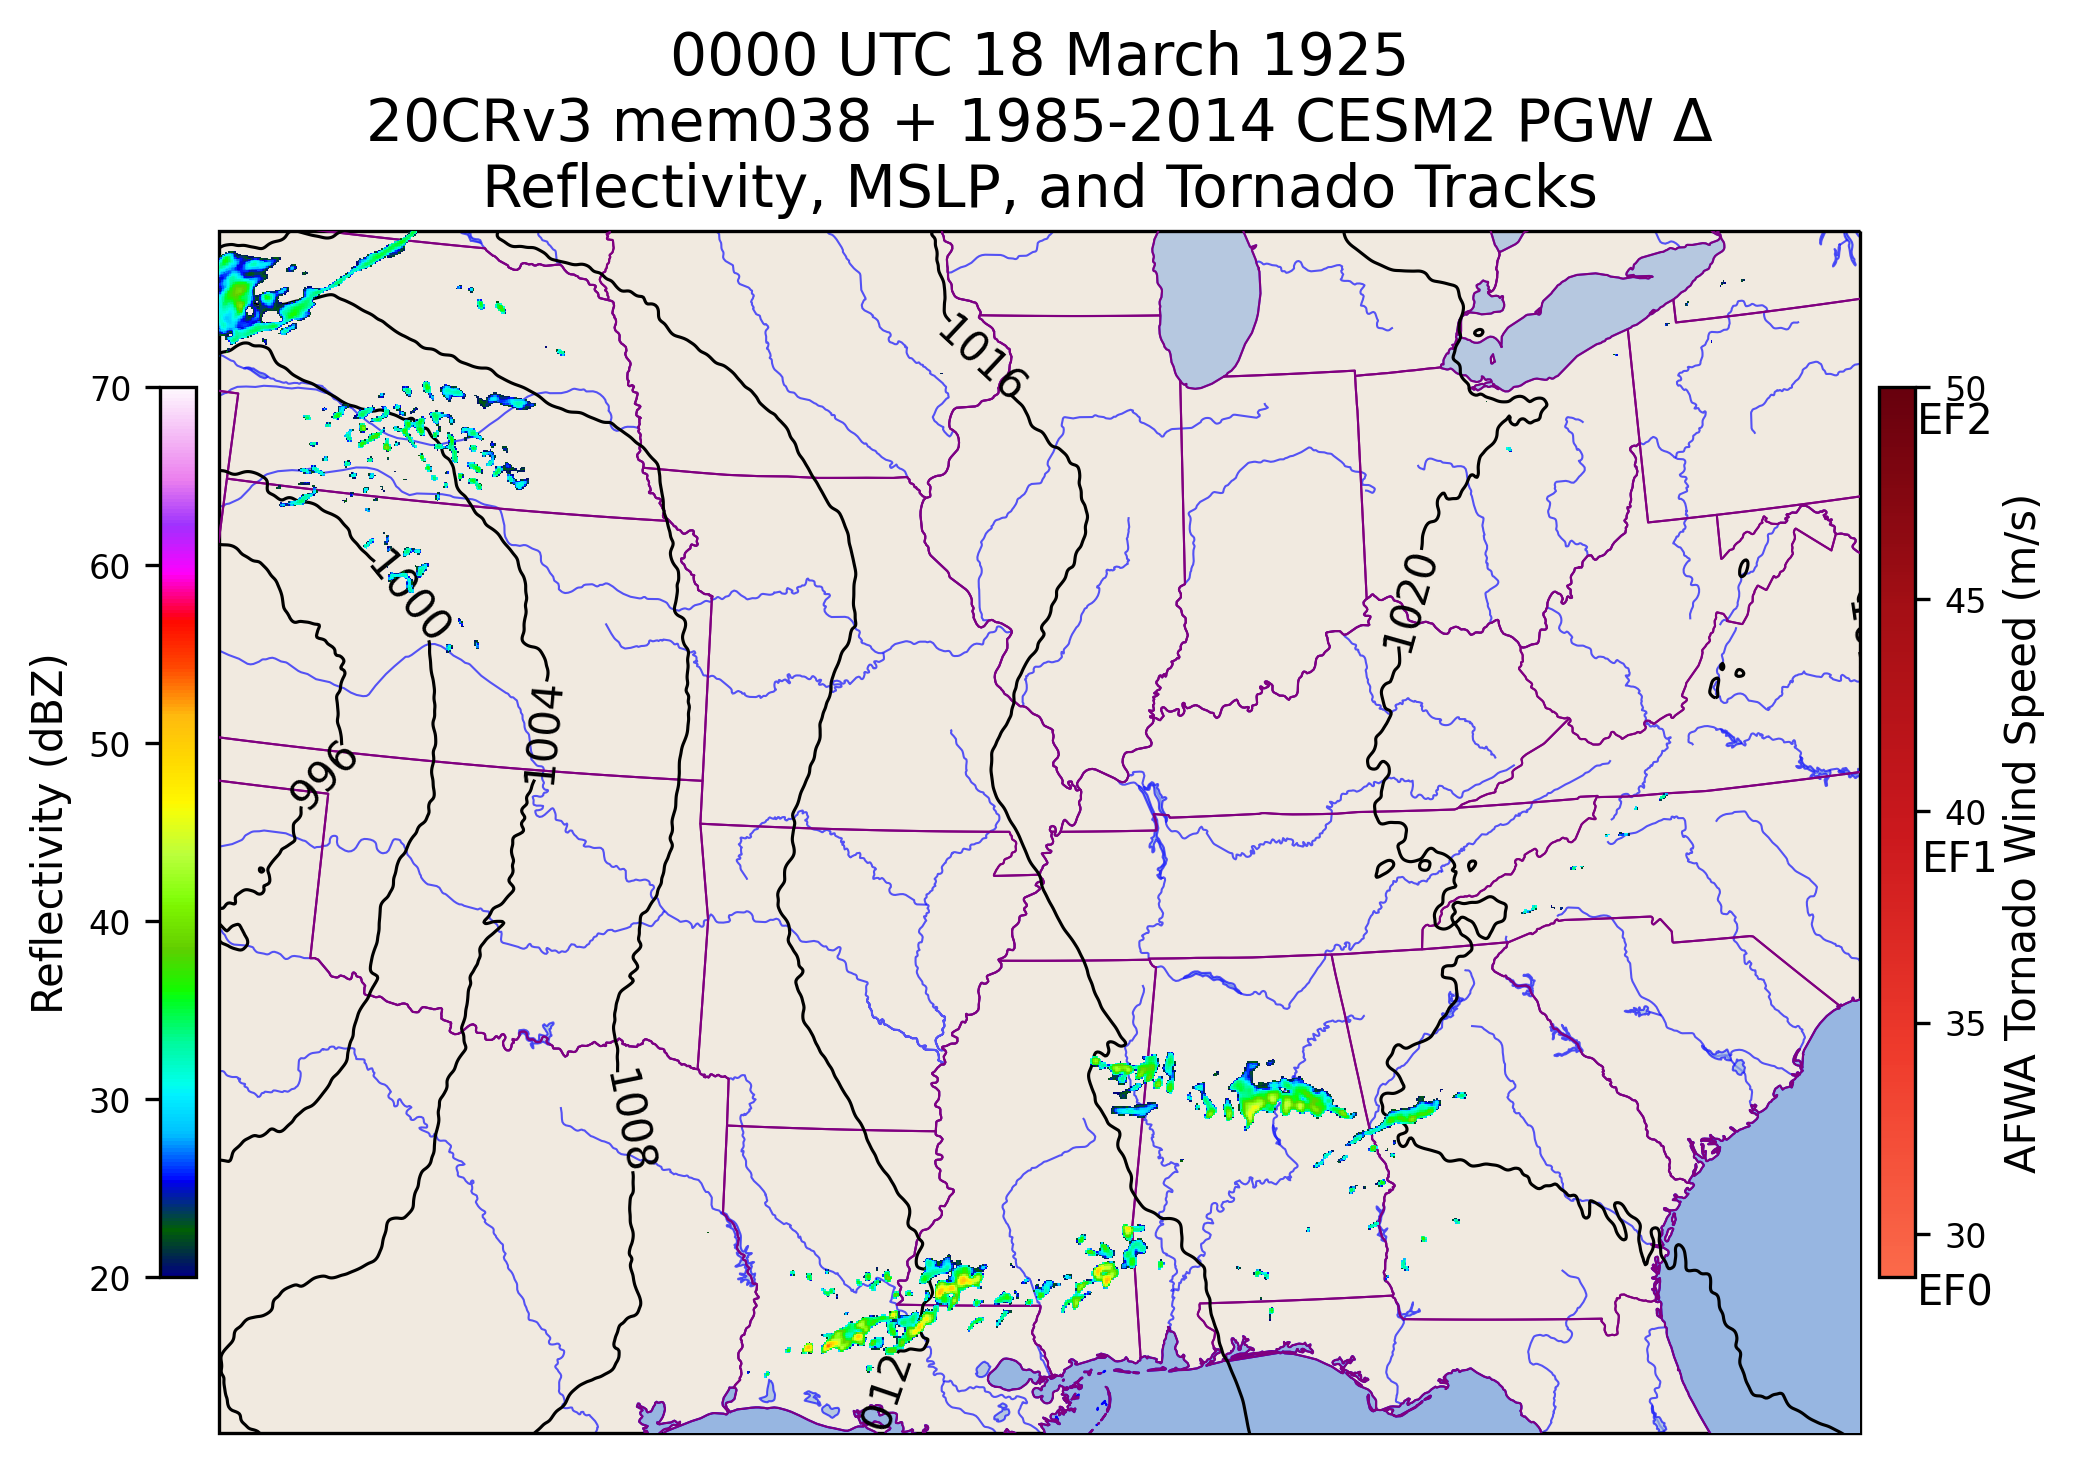 0000 UTC 18 March 1925
20CRv3 mem038 + 1985-2014 CESM2 PGW Δ
Reflectivity, MSLP, and Tornado Tracks
70
60
50
40
30
20
Reflectivity (dBZ)
1016
1020
1000
1004
996
1008
012
50
EF2
45
40
EF1
35
30
EF0
AFWA Tornado Wind Speed (m/s)